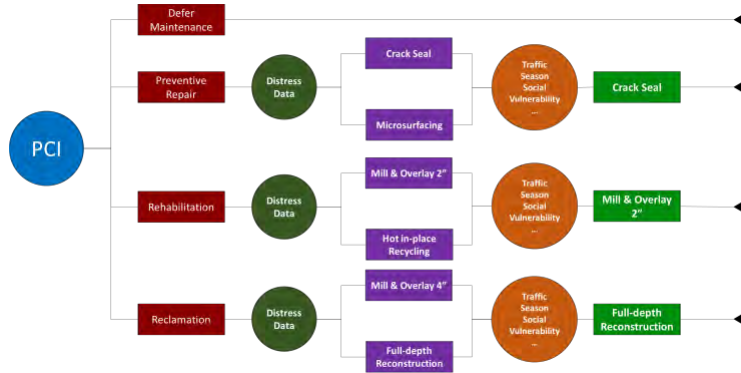 Defer
Maintenance
Preventive
Repair
Distress
Data
Crack Seal
Microsurfacing
Traffic
Season
Social
Vulnerability
...
Crack Seal
PCI
Rehabilitation
Distress
Data
Mill & Overlay 2"
Hot in-place
Recycling
Traffic
Season
Social
Vulnerability
...
Mill & Overlay
2"
Reclamation
Distress
Data
Mill & Overlay 4"
Full-depth
Reconstruction
Traffic
Season
Social
Vulnerability
...
Full-depth
Reconstruction